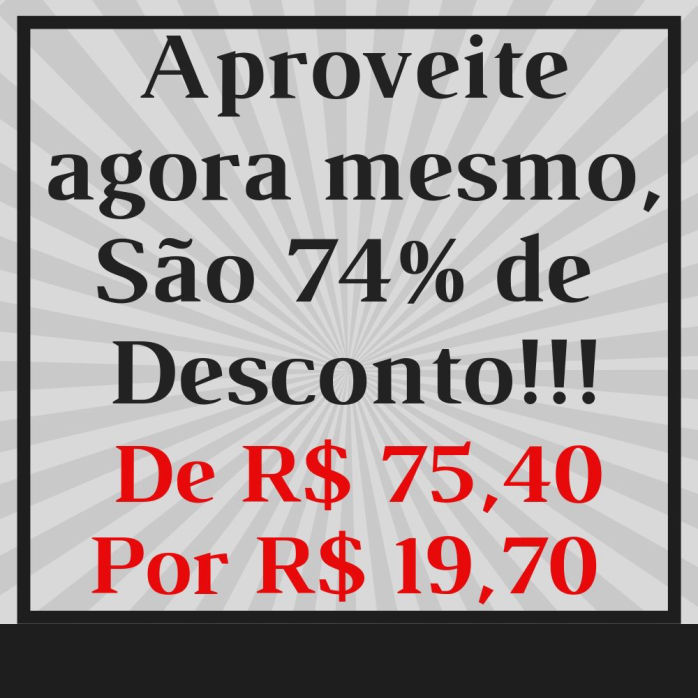 Aproveite
agora mesmo,
São 74% de
Desconto!!!
De R$ 75,40
Por R$ 19,70